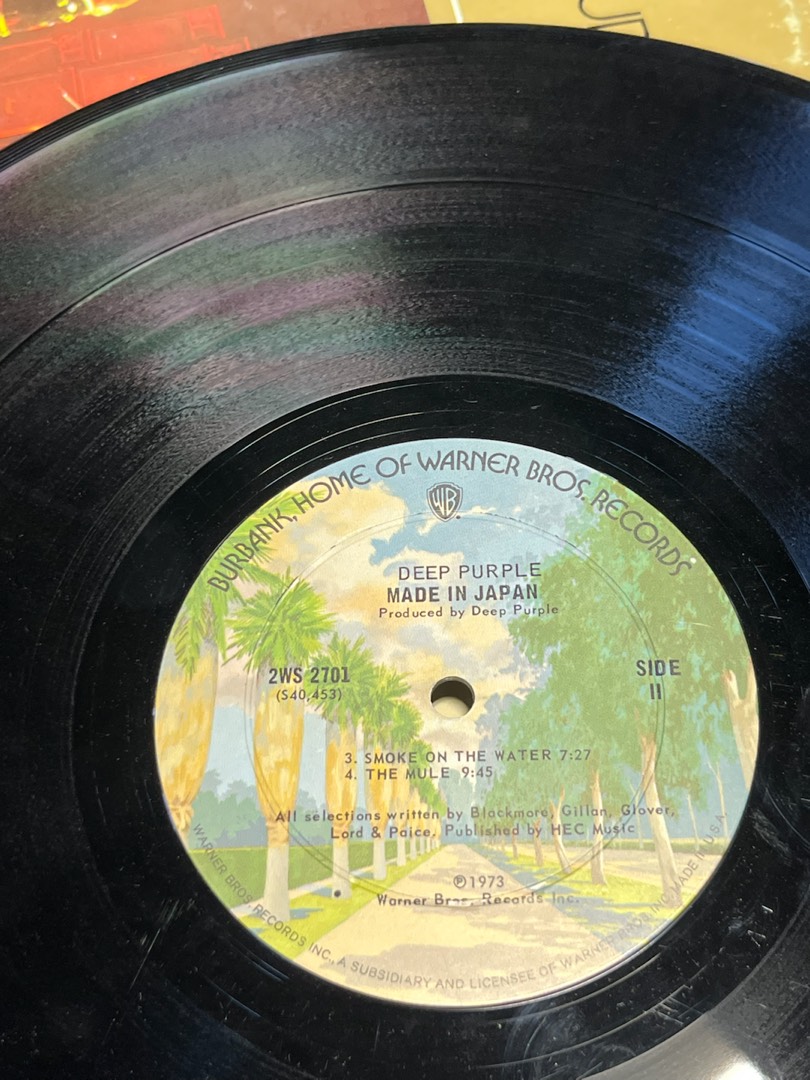 BURBANK, HOME OF WARNER BROS. RECORDS
WB
DEEP PURPLE
MADE IN JAPAN
Produced by Deep Purple
2WS 2701
(S40,453)
SIDE
II
3. SMOKE ON THE WATER 7:27
4. THE MULE 9:45
All selections written by Blackmore, Gillan, Glover,
Lord & Paice. Published by HEC Music
℗1973
Warner Bros. Records Inc.
WARNER BROS. RECORDS INC., A SUBSIDIARY AND LICENSEE OF WARNER BROS. INC. MADE IN U.S.A.